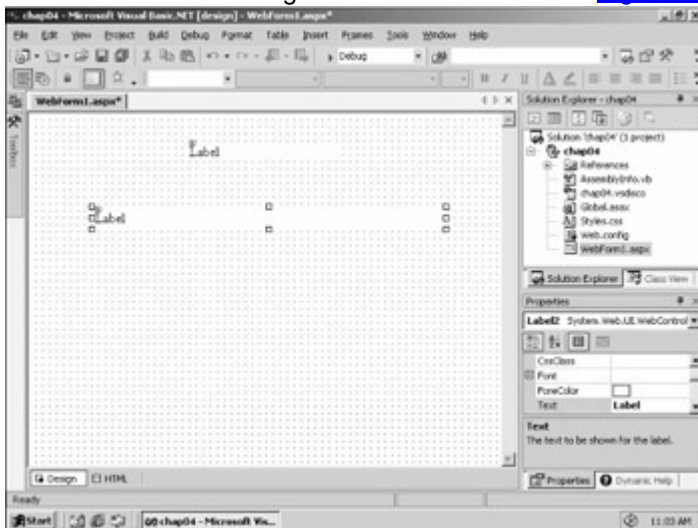 chap04 - Microsoft Visual Basic.NET [design] - WebForm1.aspx*
File Edit View Project Build Debug Format Table Insert Frames Tools Window Help
Debug
B I U
WebForm1.aspx*
Solution Explorer - chap04
Toolbox
Label
Label
Solution 'chap04' (1 project)
chap04
References
AssemblyInfo.vb
chap04.vsdisco
Global.asax
Styles.css
Web.config
WebForm1.aspx
Solution Explorer Class View
Properties
Label2 System.Web.UI.WebControl
CssClass
Font
ForeColor
Text Label
Text
The text to be shown for the label.
Design HTML
Properties Dynamic Help
Ready
Start chap04 - Microsoft Vis... 11:03 AM